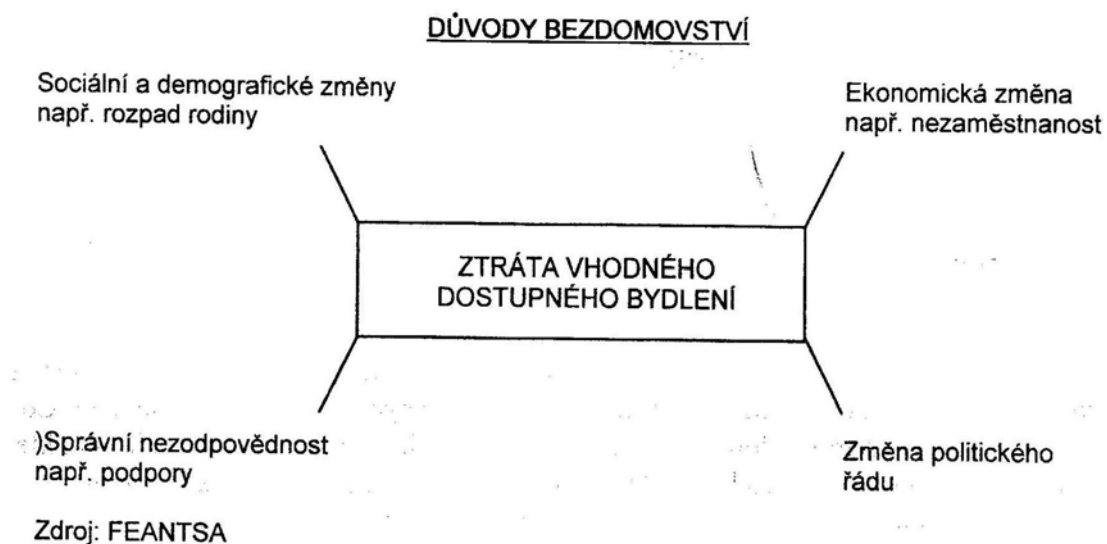 DŮVODY BEZDOMOVSTVÍ
Sociální a demografické změny
např. rozpad rodiny
Ekonomická změna
např. nezaměstnanost
ZTRÁTA VHODNÉHO
DOSTUPNÉHO BYDLENÍ
)Správní nezodpovědnost
např. podpory
Změna politického
řádu
Zdroj: FEANTSA